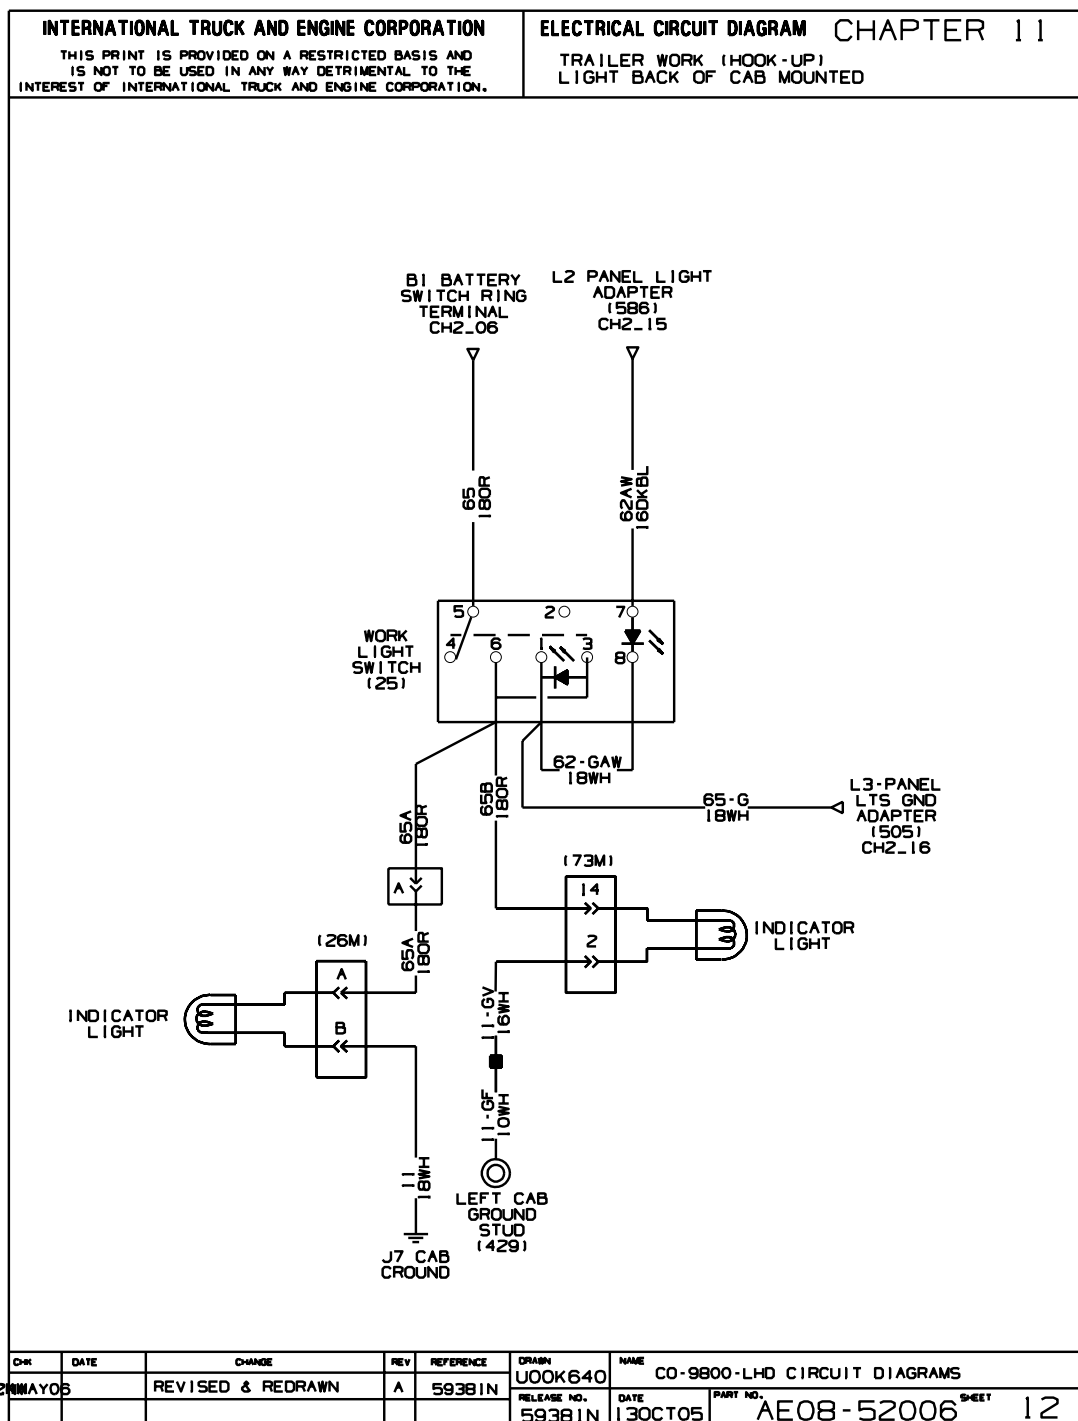 INTERNATIONAL TRUCK AND ENGINE CORPORATION
THIS PRINT IS PROVIDED ON A RESTRICTED BASIS AND
IS NOT TO BE USED IN ANY WAY DETRIMENTAL TO THE
INTEREST OF INTERNATIONAL TRUCK AND ENGINE CORPORATION.
ELECTRICAL CIRCUIT DIAGRAM CHAPTER 11
TRAILER WORK (HOOK-UP)
LIGHT BACK OF CAB MOUNTED
B1 BATTERY
SWITCH RING
TERMINAL
CH2_06
L2 PANEL LIGHT
ADAPTER
(586)
CH2_15
65
18OR
62AW
16DKBL
WORK
LIGHT
SWITCH
(25)
5 2 7
4 6 1 3
8
62-GAW
18WH
65A
18OR
65B
18OR
65-G
18WH
L3-PANEL
LTS GND
ADAPTER
(505)
CH2_16
A
(73M)
14
2
INDICATOR
LIGHT
65A
18OR
(26M)
A
B
INDICATOR
LIGHT
11-GV
16WH
11-GF
10WH
11
18WH
LEFT CAB
GROUND
STUD
(429)
J7 CAB
CROUND
CHK DATE CHANGE REV REFERENCE
MAY06 REVISED & REDRAWN A 59381N
DRAWN
U00K640
NAME
CO-9800-LHD CIRCUIT DIAGRAMS
RELEASE NO.
59381N
DATE
13OCT05
PART NO.
AE08-52006
SHEET
12